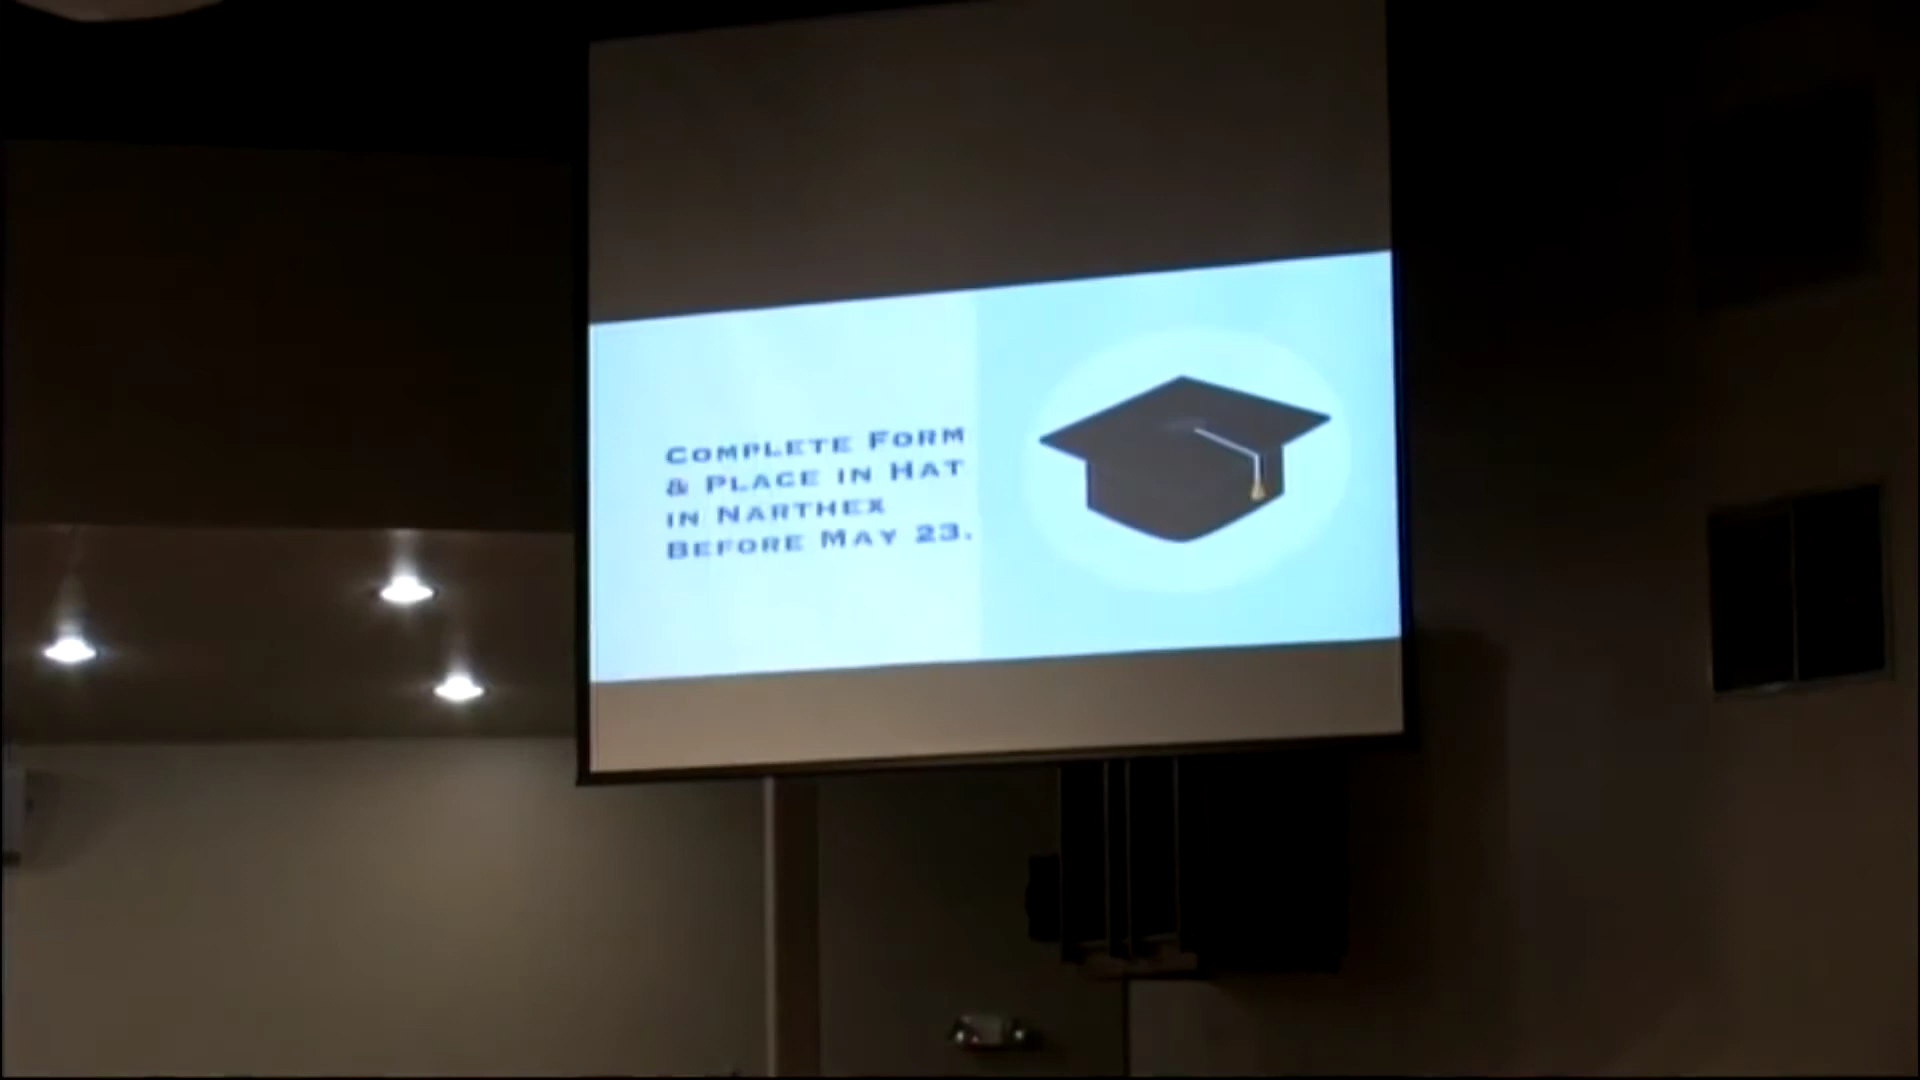 Complete Form
& Place in Hat
in Narthex
Before May 23.